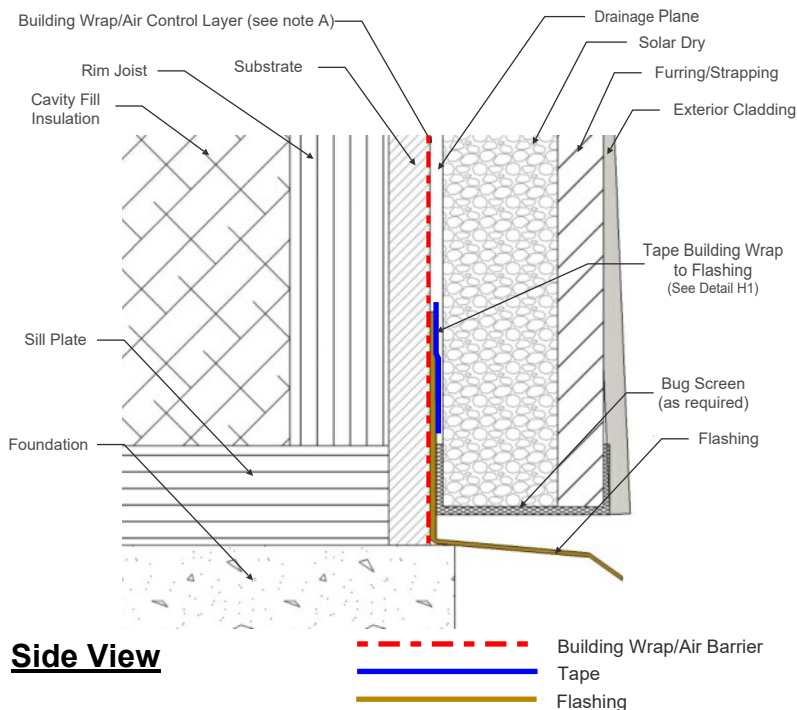 Building Wrap/Air Control Layer (see note A)
Drainage Plane
Solar Dry
Rim Joist
Substrate
Furring/Strapping
Cavity Fill
Insulation
Exterior Cladding
Tape Building Wrap
to Flashing
(See Detail H1)
Sill Plate
Bug Screen
(as required)
Foundation
Flashing
Side View
Building Wrap/Air Barrier
Tape
Flashing